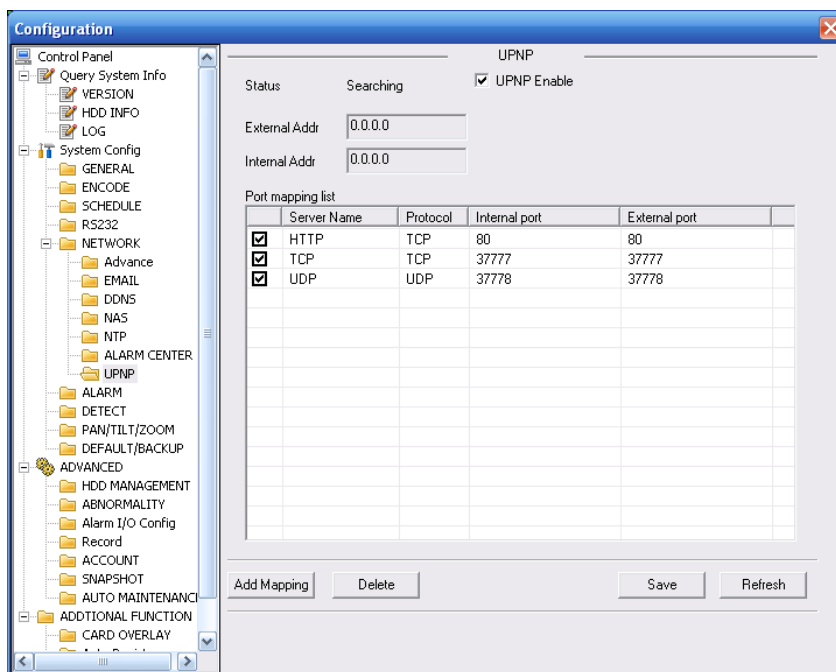 Configuration
Control Panel
Query System Info
VERSION
HDD INFO
LOG
System Config
GENERAL
ENCODE
SCHEDULE
RS232
NETWORK
Advance
EMAIL
DDNS
NAS
NTP
ALARM CENTER
UPNP
ALARM
DETECT
PAN/TILT/ZOOM
DEFAULT/BACKUP
ADVANCED
HDD MANAGEMENT
ABNORMALITY
Alarm I/O Config
Record
ACCOUNT
SNAPSHOT
AUTO MAINTENANC
ADDTIONAL FUNCTION
CARD OVERLAY
UPNP
Status Searching UPNP Enable
External Addr 0.0.0.0
Internal Addr 0.0.0.0
Port mapping list
Server Name Protocol Internal port External port
HTTP TCP 80 80
TCP TCP 37777 37777
UDP UDP 37778 37778
Add Mapping Delete Save Refresh